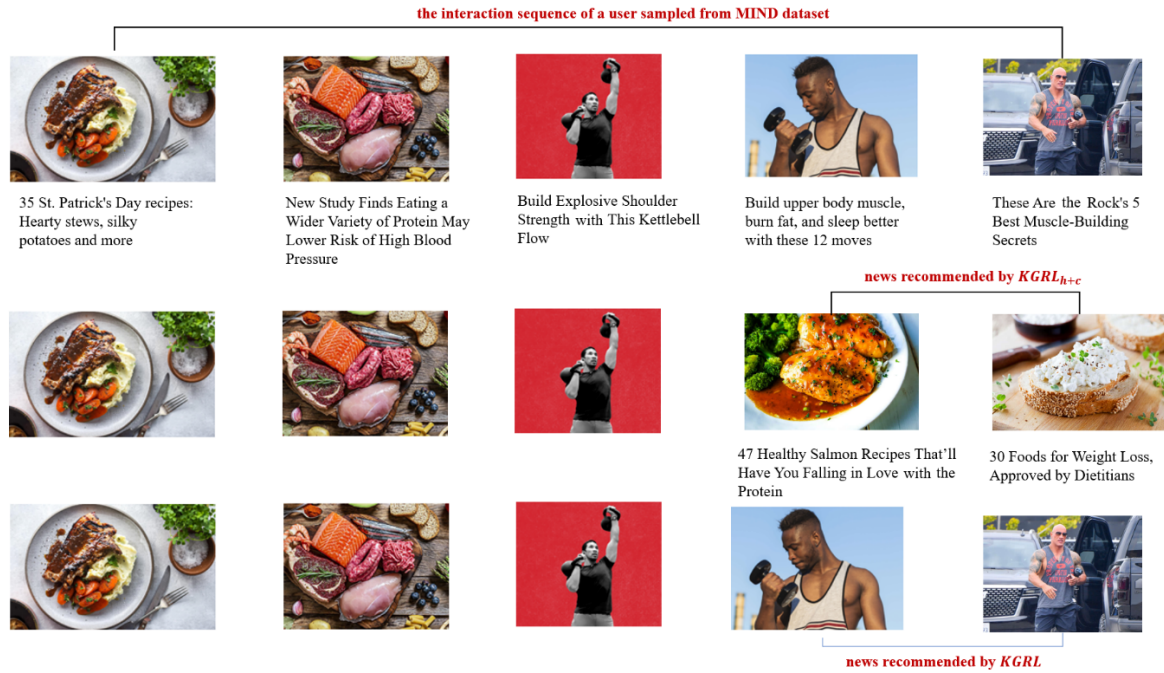 the interaction sequence of a user sampled from MIND dataset
35 St. Patrick's Day recipes:
Hearty stews, silky
potatoes and more
New Study Finds Eating a
Wider Variety of Protein May
Lower Risk of High Blood
Pressure
Build Explosive Shoulder
Strength with This Kettlebell
Flow
Build upper body muscle,
burn fat, and sleep better
with these 12 moves
These Are the Rock's 5
Best Muscle-Building
Secrets
news recommended by KGRL_{h+c}
47 Healthy Salmon Recipes That'll
Have You Falling in Love with the
Protein
30 Foods for Weight Loss,
Approved by Dietitians
news recommended by KGRL